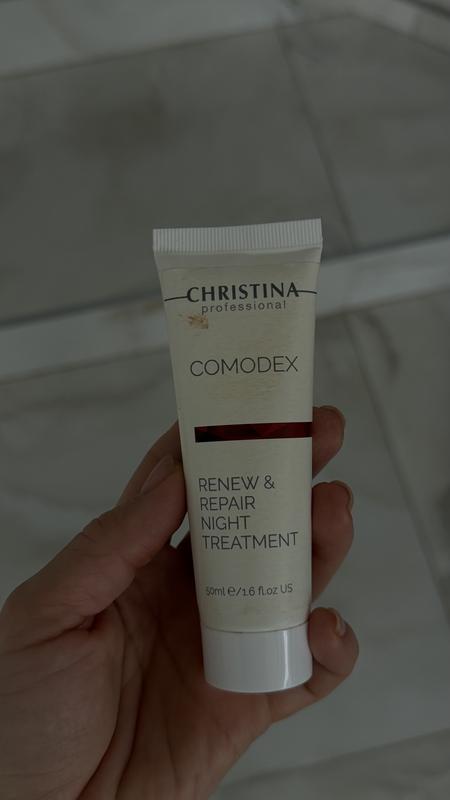 CHRISTINA
professional
COMODEX
RENEW &
REPAIR
NIGHT
TREATMENT
50ml ℮/1.6 fl.oz US